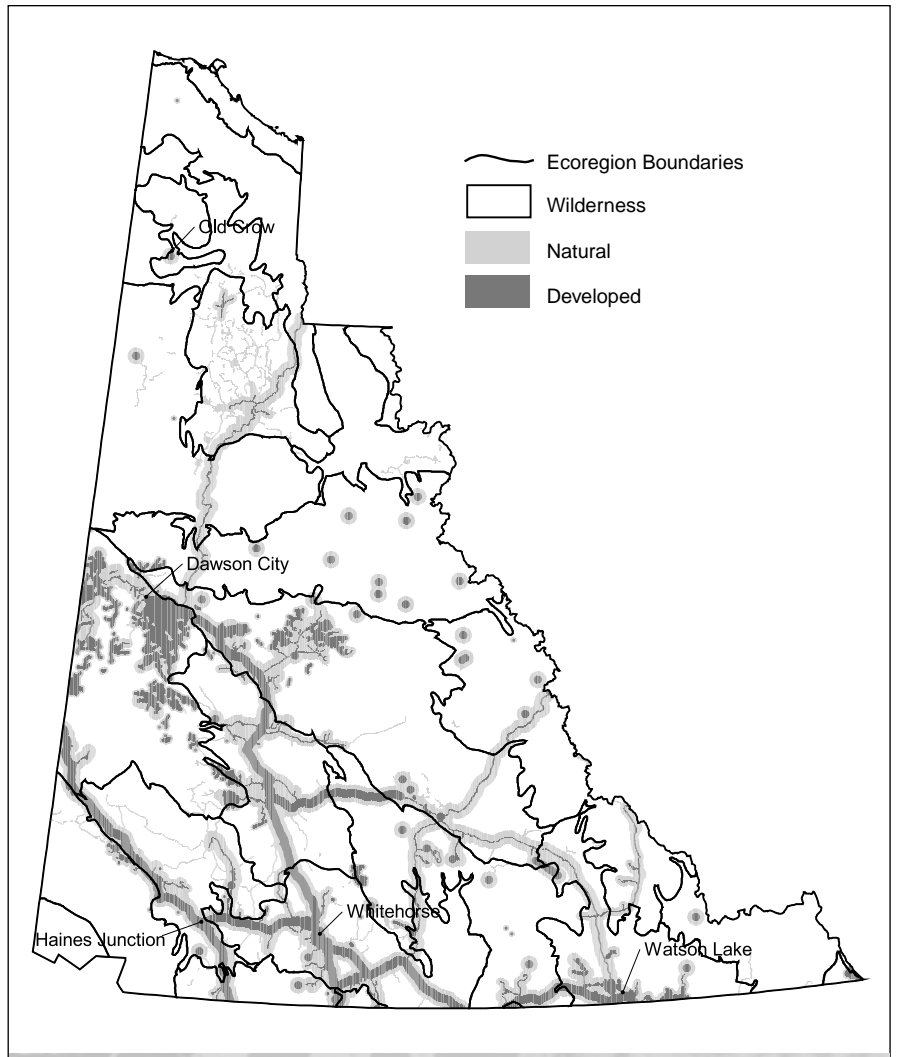 Ecoregion Boundaries
Wilderness
Natural
Developed
Old Crow
Dawson City
Whitehorse
Haines Junction
Watson Lake